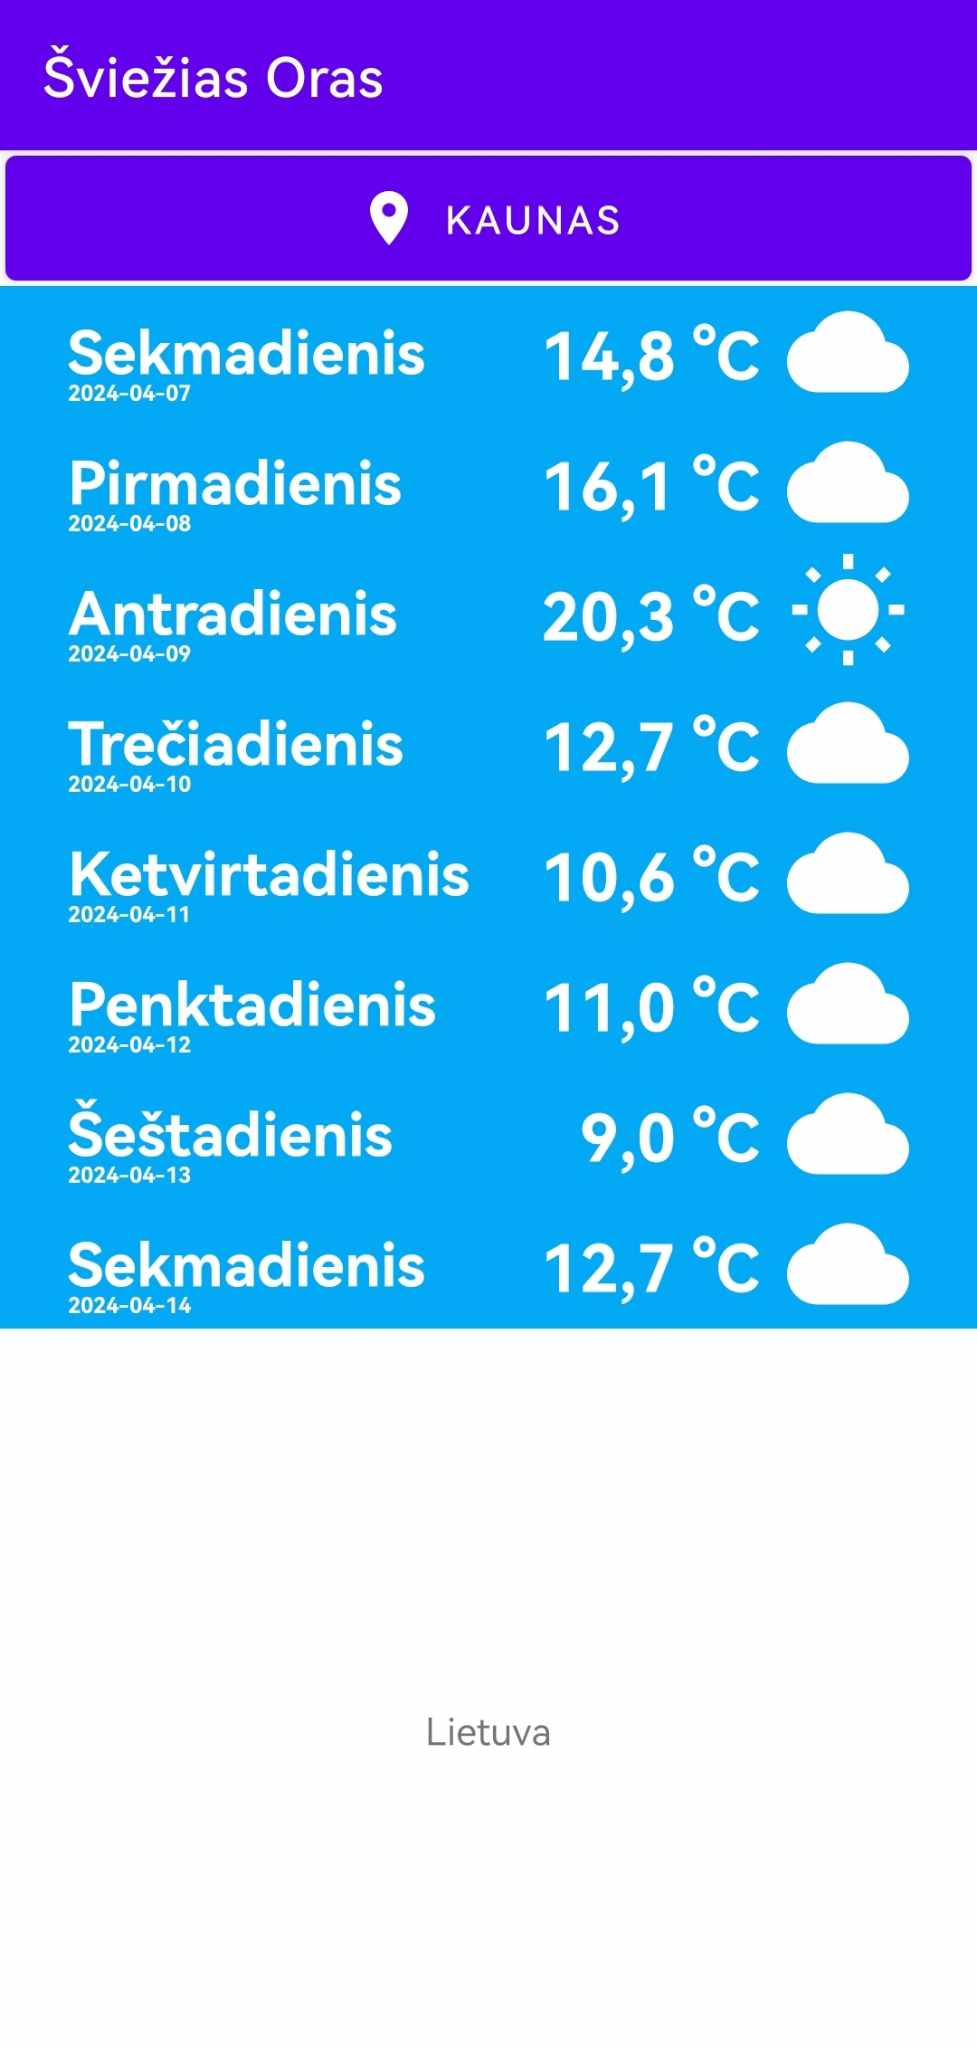 Šviežias Oras
KAUNAS
Sekmadienis 14,8 °C
2024-04-07
Pirmadienis 16,1 °C
2024-04-08
Antradienis 20,3 °C
2024-04-09
Trečiadienis 12,7 °C
2024-04-10
Ketvirtadienis 10,6 °C
2024-04-11
Penktadienis 11,0 °C
2024-04-12
Šeštadienis 9,0 °C
2024-04-13
Sekmadienis 12,7 °C
2024-04-14
Lietuva